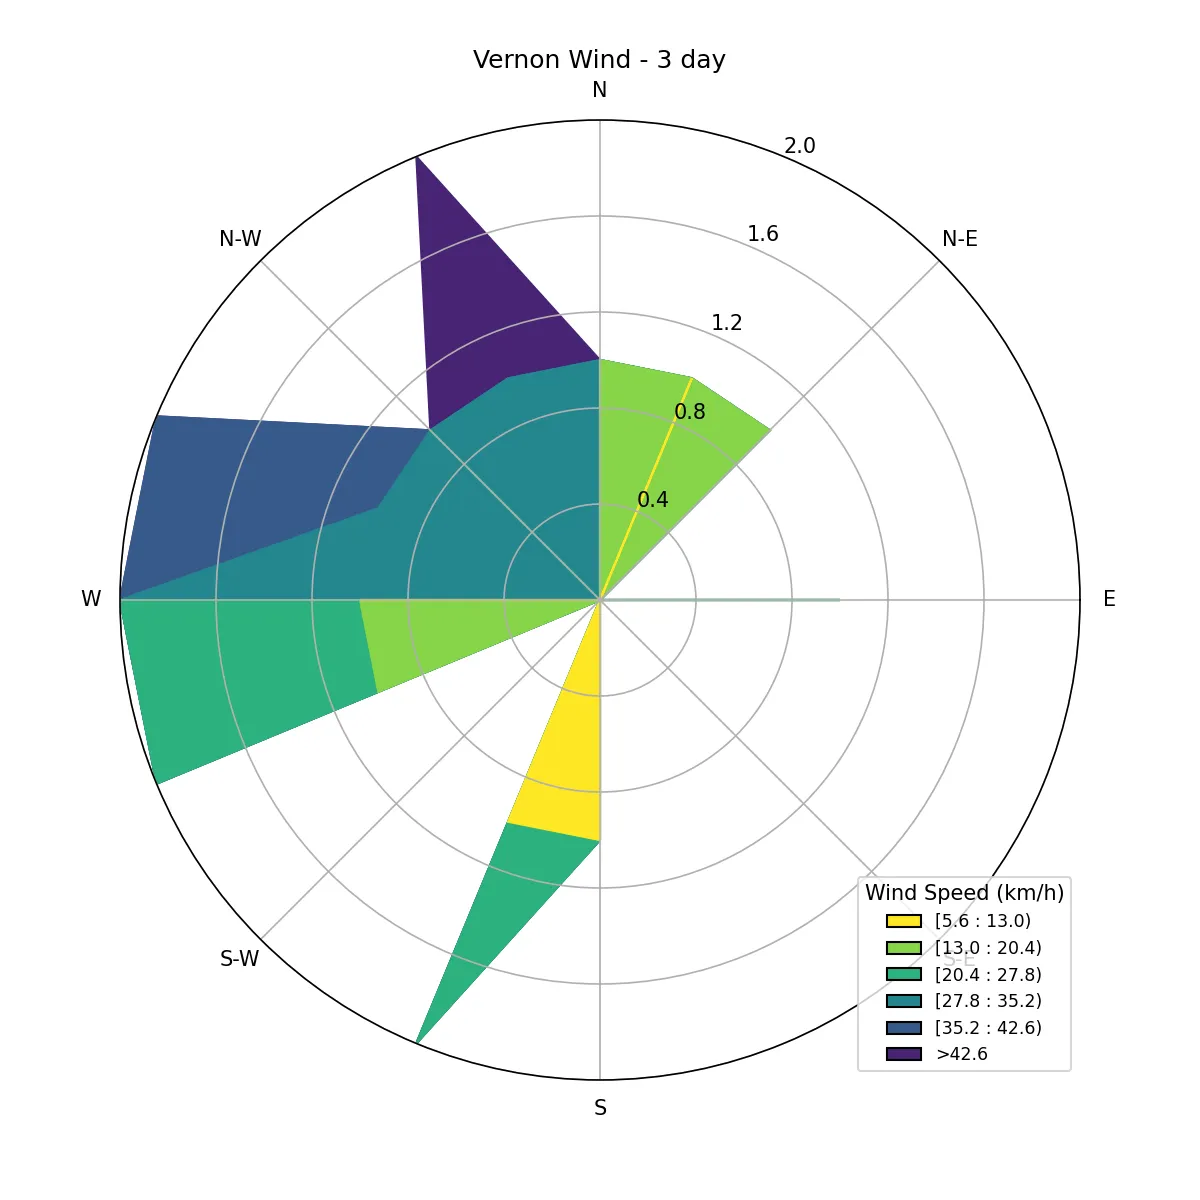 Vernon Wind - 3 day
N
2.0
N-W
1.6
N-E
1.2
0.8
0.4
W
E
S-W
S-E
Wind Speed (km/h)
[5.6 : 13.0)
[13.0 : 20.4)
[20.4 : 27.8)
[27.8 : 35.2)
[35.2 : 42.6)
>42.6
S